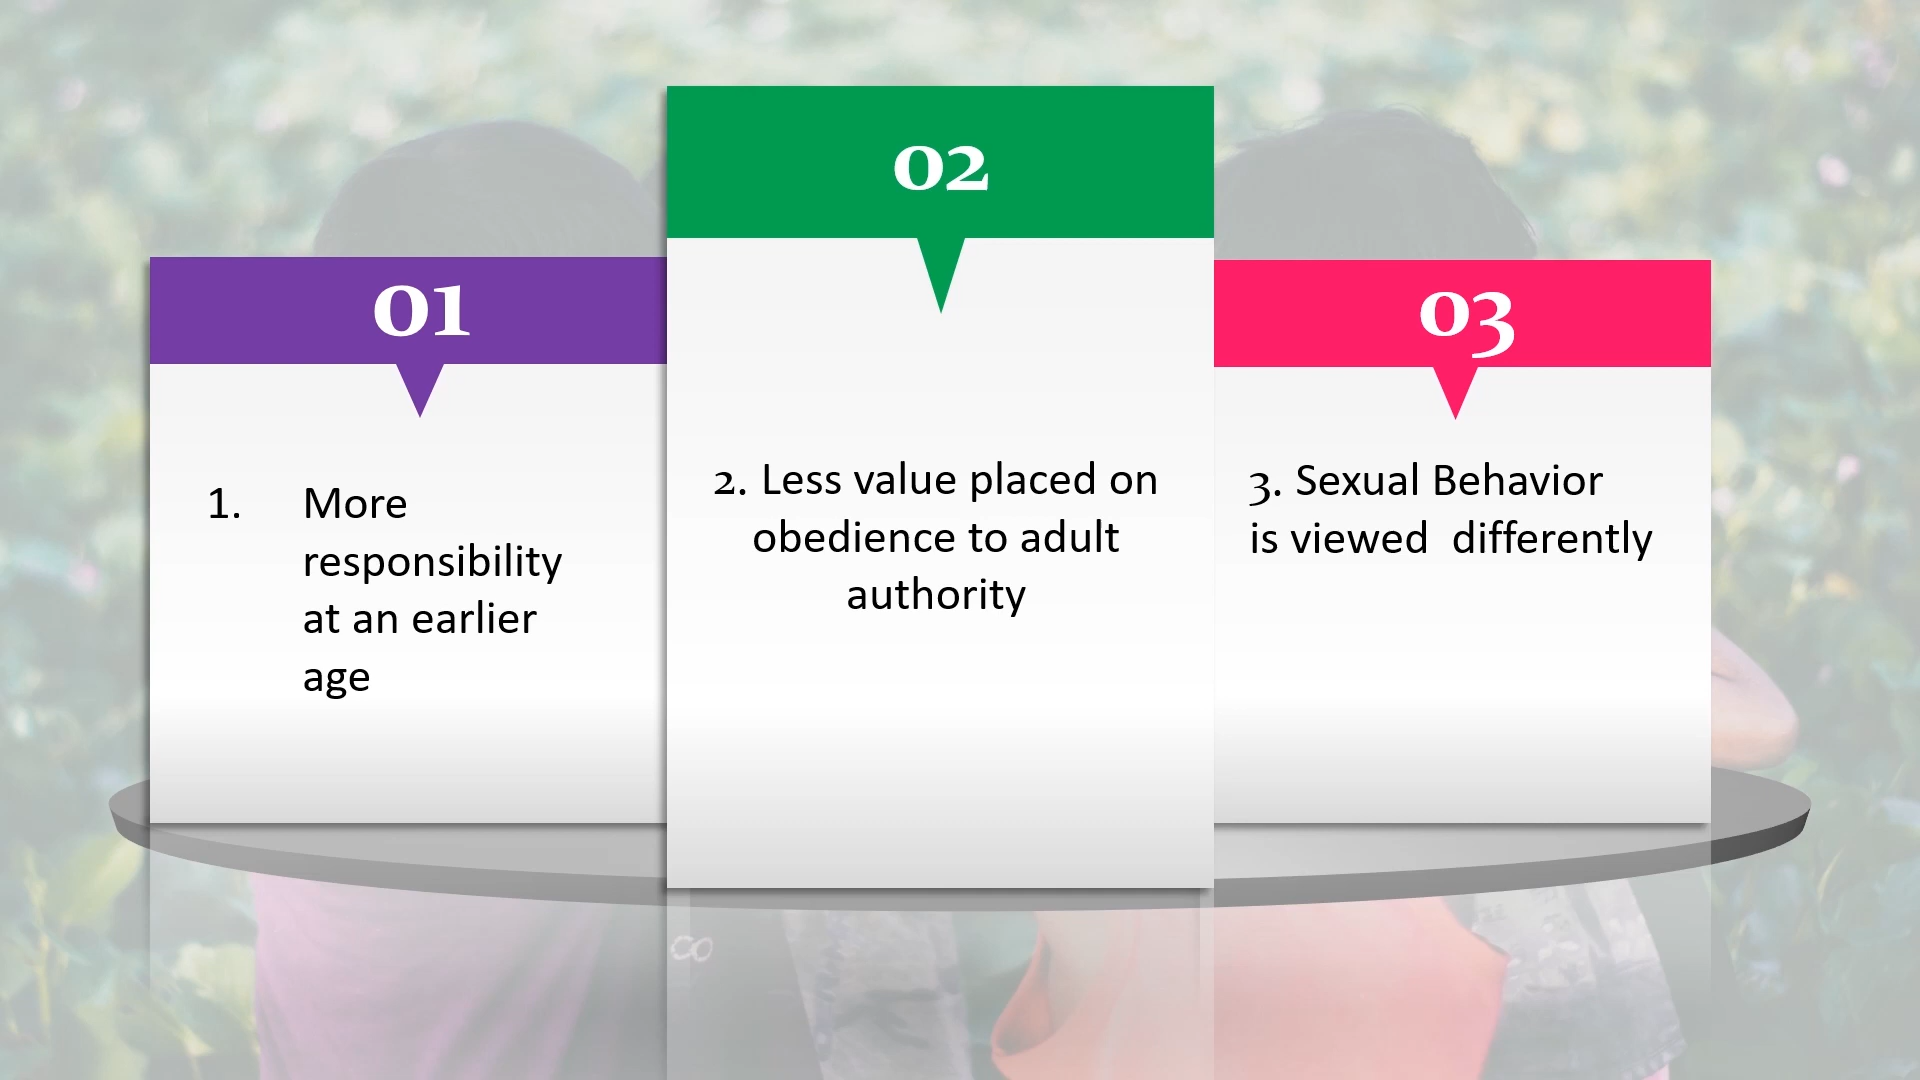 01
1. More
responsibility
at an earlier
age
02
2. Less value placed on
obedience to adult
authority
03
3. Sexual Behavior
is viewed  differently